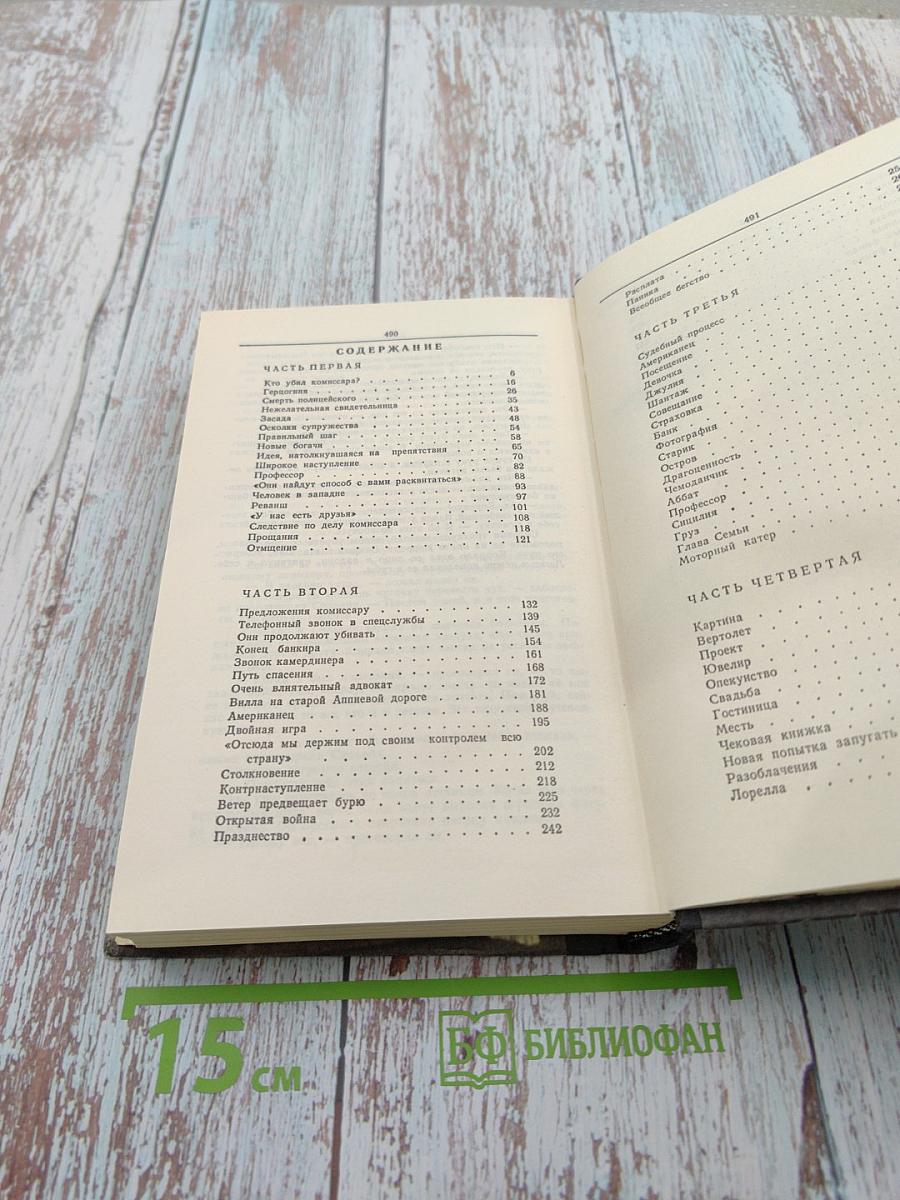 490
СОДЕРЖАНИЕ
ЧАСТЬ ПЕРВАЯ
Кто убил комиссара? . . . . . . . . . . 6
Герцогиня . . . . . . . . . . 16
Смерть полицейского . . . . . . . . . . 26
Нежелательная свидетельница . . . . . . . . . . 35
Засада . . . . . . . . . . 43
Осколки супружества . . . . . . . . . . 48
Правильный шаг . . . . . . . . . . 54
Новые богачи . . . . . . . . . . 58
Идея, натолкнувшаяся на препятствия . . . . . . . . . . 65
Широкое наступление . . . . . . . . . . 70
Профессор . . . . . . . . . . 82
«Они найдут способ с вами расквитаться» . . . . . . . . . . 88
Человек в западне . . . . . . . . . . 93
Реванш . . . . . . . . . . 97
«У нас есть друзья» . . . . . . . . . . 101
Следствие по делу комиссара . . . . . . . . . . 108
Прощания . . . . . . . . . . 118
Отмщение . . . . . . . . . . 121
ЧАСТЬ ВТОРАЯ
Предложения комиссару . . . . . . . . . . 132
Телефонный звонок в спецслужбы . . . . . . . . . . 139
Они продолжают убивать . . . . . . . . . . 145
Конец банкира . . . . . . . . . . 154
Звонок камердинера . . . . . . . . . . 161
Путь спасения . . . . . . . . . . 168
Очень влиятельный адвокат . . . . . . . . . . 172
Вилла на старой Аппиевой дороге . . . . . . . . . . 181
Американец . . . . . . . . . . 188
Двойная игра . . . . . . . . . . 195
«Отсюда мы держим под своим контролем всю
страну» . . . . . . . . . . 202
Столкновение . . . . . . . . . . 212
Контрнаступление . . . . . . . . . . 218
Ветер предвещает бурю . . . . . . . . . . 225
Открытая война . . . . . . . . . . 232
Празднество . . . . . . . . . . 242
491
Расплата
Паника
Всеобщее бегство
ЧАСТЬ ТРЕТЬЯ
Судебный процесс
Американец
Посещение
Девочка
Джулия
Шантаж
Совещание
Страховка
Банк
Фотография
Старик
Остров
Драгоценность
Чемоданчик
Аббат
Профессор
Сицилия
Груз
Глава Семьи
Моторный катер
ЧАСТЬ ЧЕТВЕРТАЯ
Картина
Вертолет
Проект
Ювелир
Опекунство
Свадьба
Гостиница
Месть
Чековая книжка
Новая попытка запугать
Разоблачения
Лорелла
15 см
БФ БИБЛИОФАН